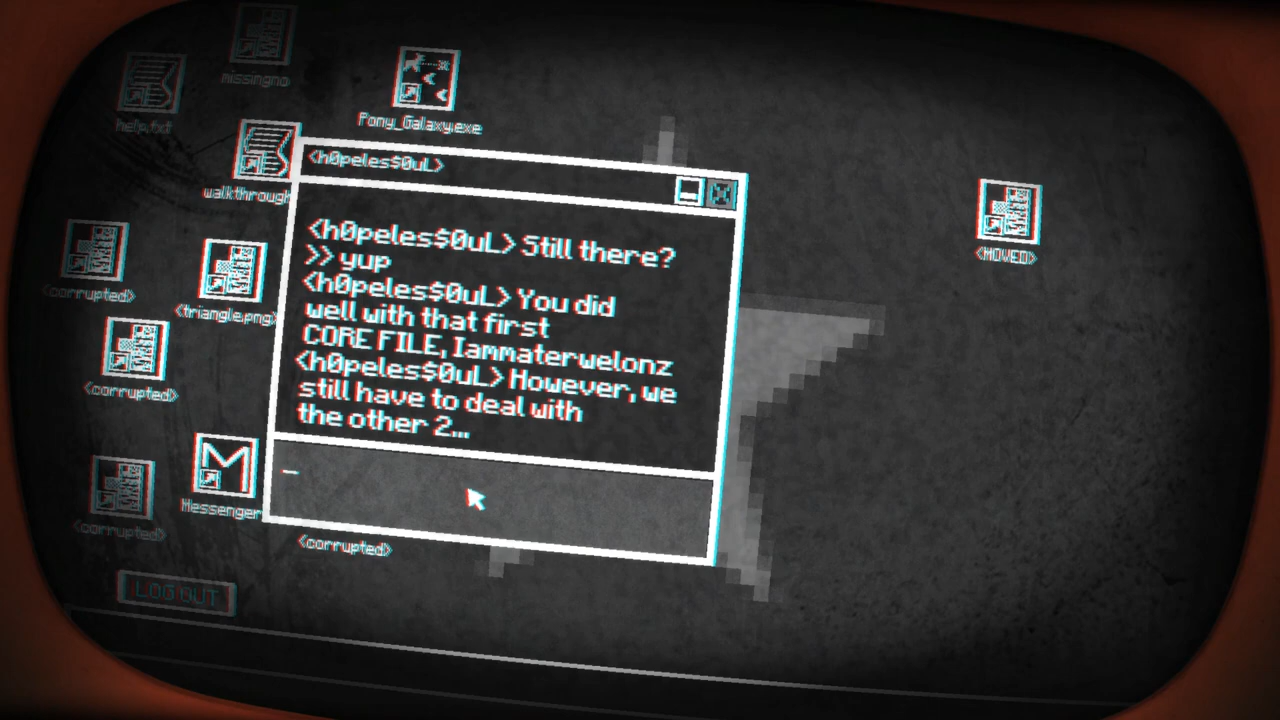 missingno
help.txt
Pony_Galaxy.exe
walkthrough
<h0peles$0uL>
<h0peles$0uL> Still there?
>> yup
<h0peles$0uL> You did
well with that first
CORE FILE, Iammaterwelonz
<h0peles$0uL> However, we
still have to deal with
the other 2...
<MOVED>
<corrupted>
<triangle.png>
<corrupted>
Messenger
<corrupted>
<corrupted>
LOG OUT